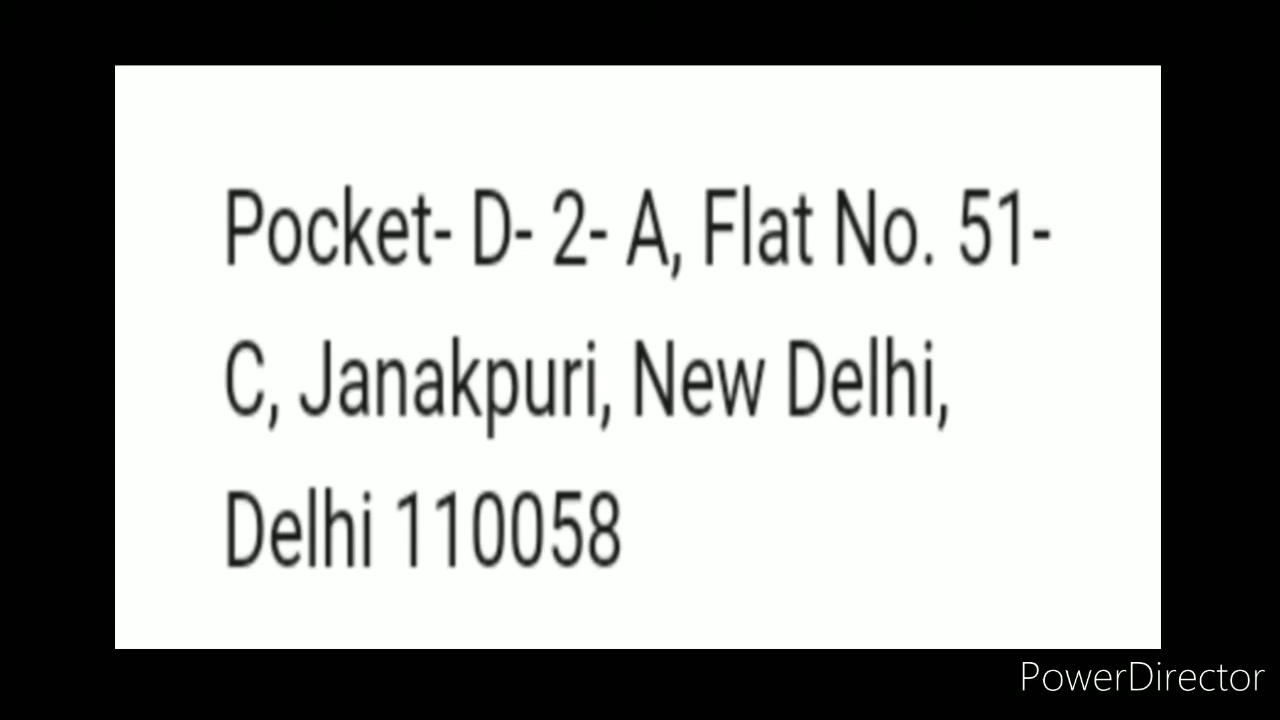 Pocket- D- 2- A, Flat No. 51-
C, Janakpuri, New Delhi,
Delhi 110058
PowerDirector